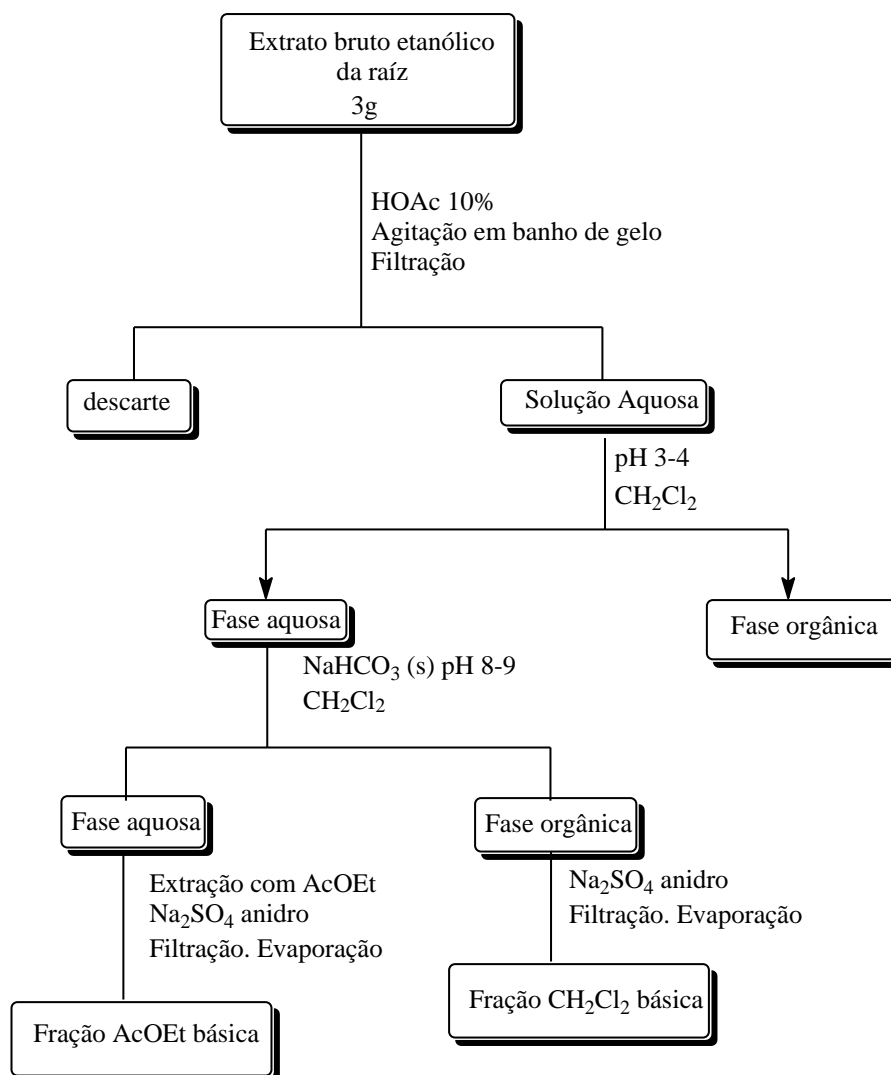 Extrato bruto etanólico
da raíz
3g
HOAc 10%
Agitação em banho de gelo
Filtração
descarte
Solução Aquosa
pH 3-4
CH2Cl2
Fase aquosa
Fase orgânica
NaHCO3 (s) pH 8-9
CH2Cl2
Fase aquosa
Fase orgânica
Extração com AcOEt
Na2SO4 anidro
Filtração. Evaporação
Na2SO4 anidro
Filtração. Evaporação
Fração AcOEt básica
Fração CH2Cl2 básica